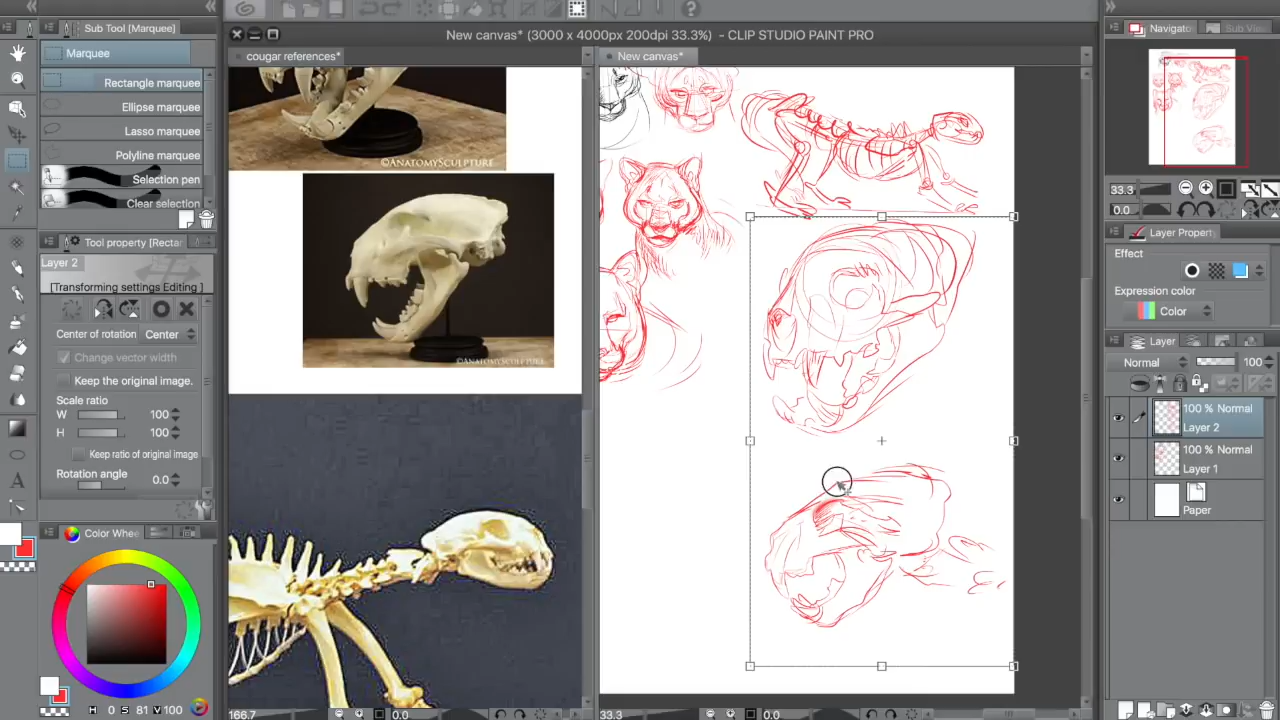 Sub Tool [Marquee]
Marquee
Rectangle marquee
Ellipse marquee
Lasso marquee
Polyline marquee
Selection pen
Clear selection
Tool property [Rectar
Layer 2
[Transforming settings Editing ]
Center of rotation Center
Change vector width
Keep the original image.
Scale ratio
W 100
H 100
Keep ratio of original image
Rotation angle 0.0
Color Whee
H 0 S 81 V 100
New canvas* (3000 x 4000px 200dpi 33.3%) - CLIP STUDIO PAINT PRO
cougar references*
New canvas*
©ANATOMYSCULPTURE
©ANATOMYSCULPTURE
166.7
0.0
33.3
0.0
Navigato
Sub View
33.3
0.0
Layer Property
Effect
Expression color
Color
Layer
Normal 100
100 % Normal
Layer 2
100 % Normal
Layer 1
Paper